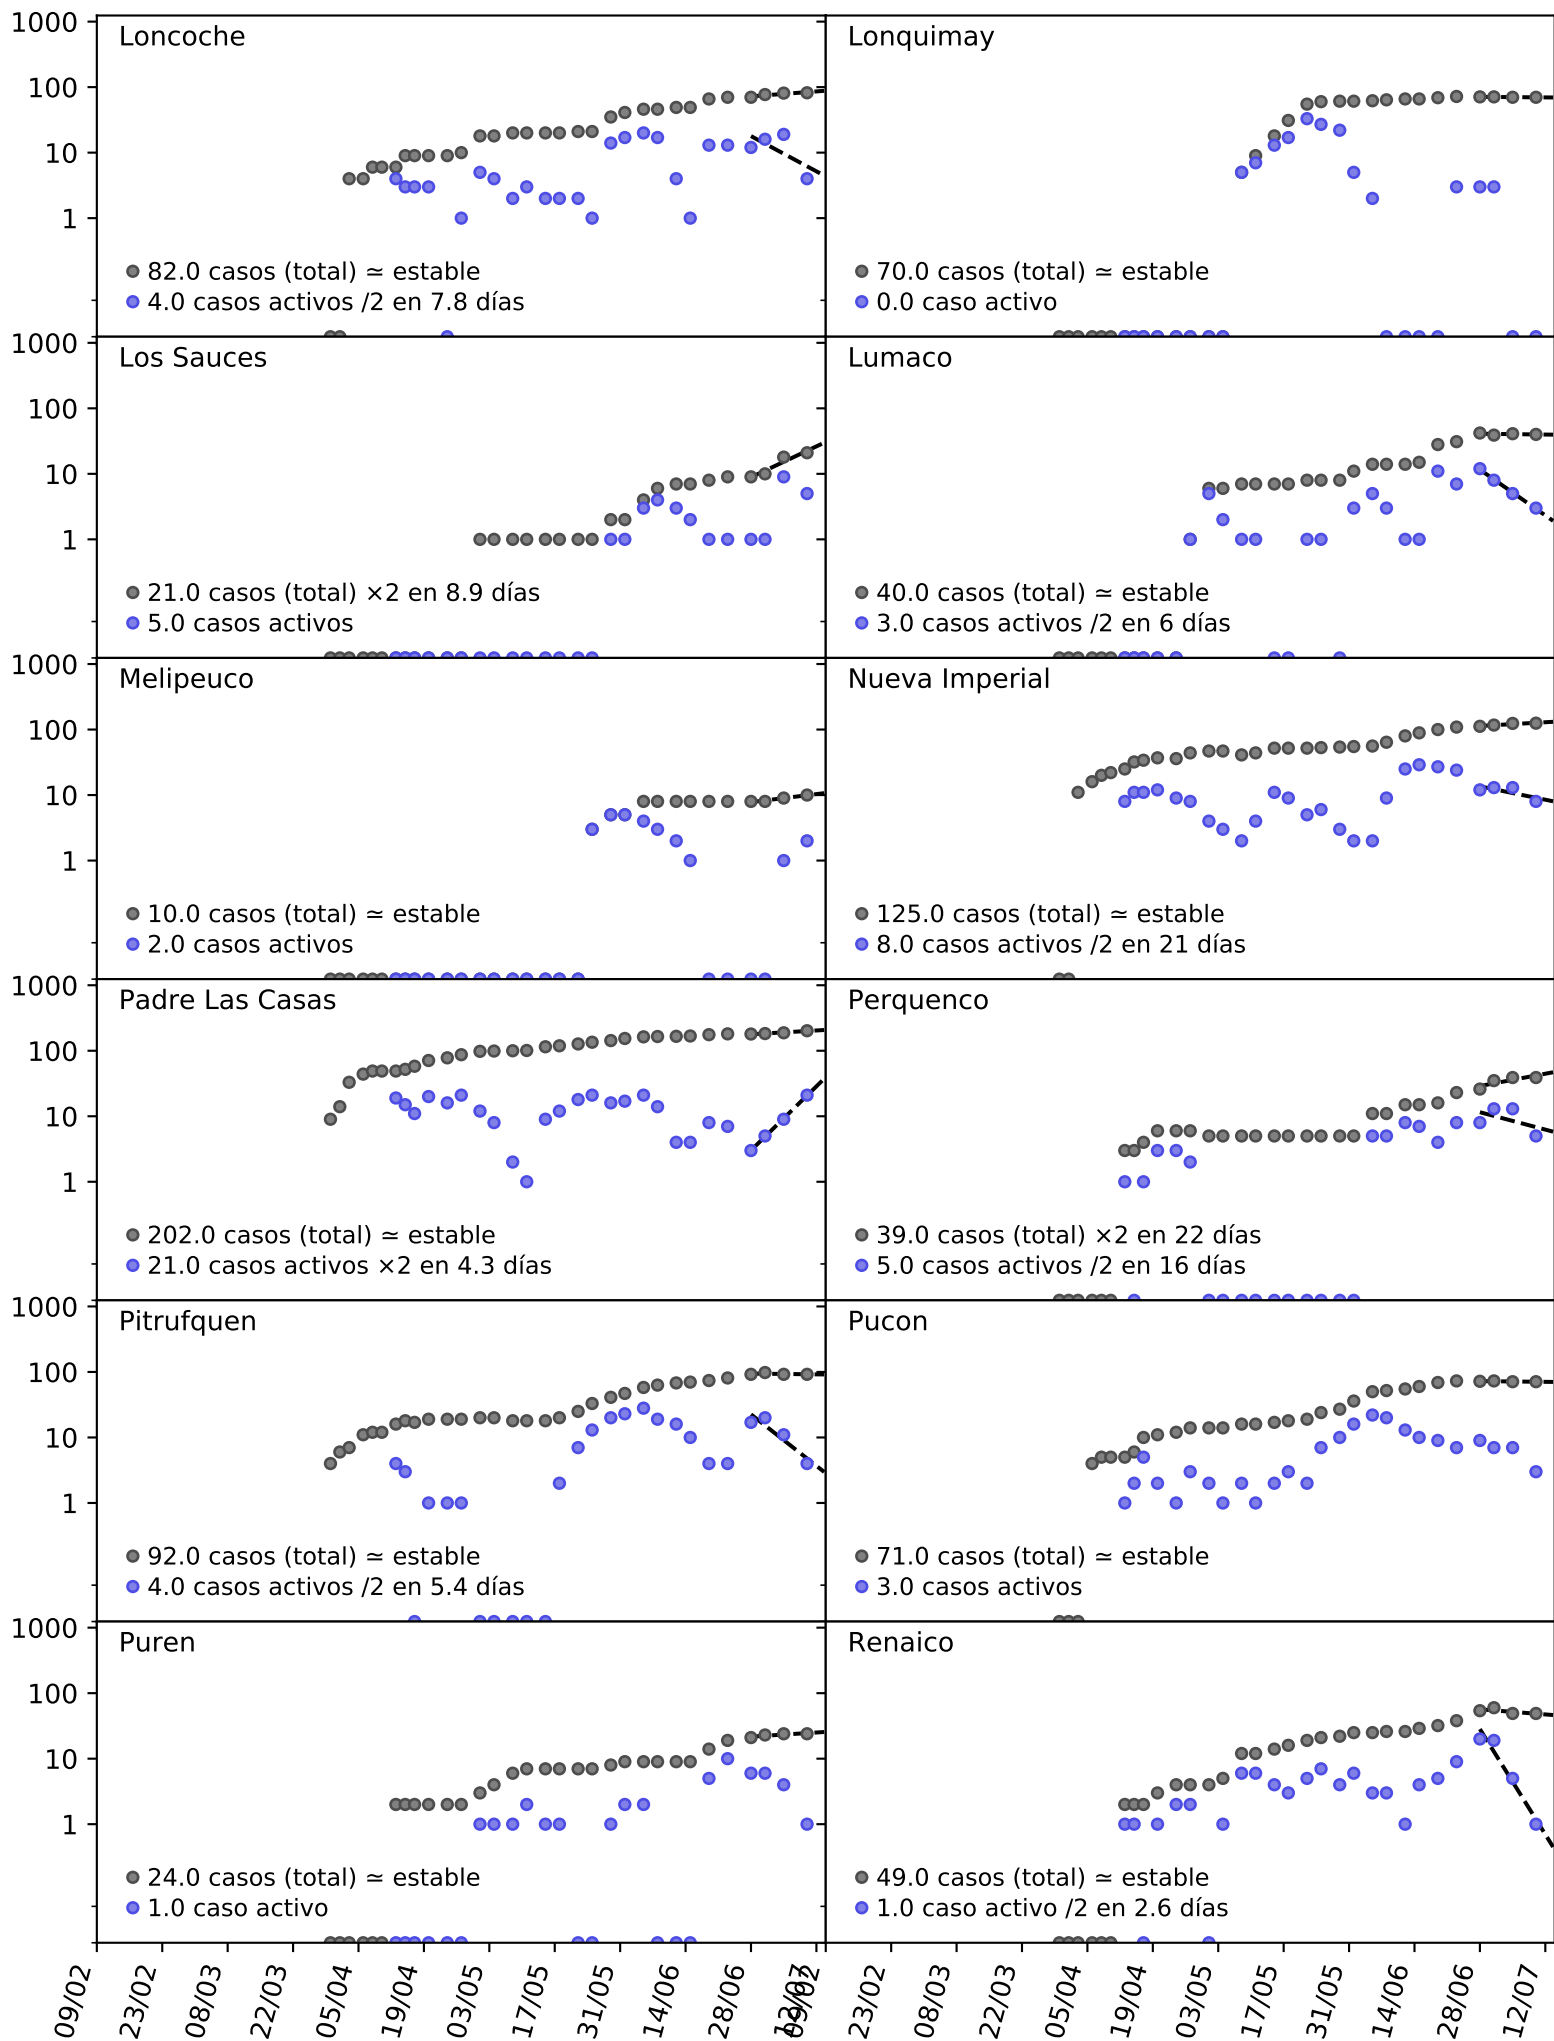 1000
100
10
1
Loncoche
82.0 casos (total) ≃ estable
4.0 casos activos /2 en 7.8 días
Lonquimay
70.0 casos (total) ≃ estable
0.0 caso activo
1000
100
10
1
Los Sauces
21.0 casos (total) ×2 en 8.9 días
5.0 casos activos
Lumaco
40.0 casos (total) ≃ estable
3.0 casos activos /2 en 6 días
1000
100
10
1
Melipeuco
10.0 casos (total) ≃ estable
2.0 casos activos
Nueva Imperial
125.0 casos (total) ≃ estable
8.0 casos activos /2 en 21 días
1000
100
10
1
Padre Las Casas
202.0 casos (total) ≃ estable
21.0 casos activos ×2 en 4.3 días
Perquenco
39.0 casos (total) ×2 en 22 días
5.0 casos activos /2 en 16 días
1000
100
10
1
Pitrufquen
92.0 casos (total) ≃ estable
4.0 casos activos /2 en 5.4 días
Pucon
71.0 casos (total) ≃ estable
3.0 casos activos
1000
100
10
1
Puren
24.0 casos (total) ≃ estable
1.0 caso activo
Renaico
49.0 casos (total) ≃ estable
1.0 caso activo /2 en 2.6 días
09/02
23/02
08/03
22/03
05/04
19/04
03/05
17/05
31/05
14/06
28/06
12/07
09/02
23/02
08/03
22/03
05/04
19/04
03/05
17/05
31/05
14/06
28/06
12/07